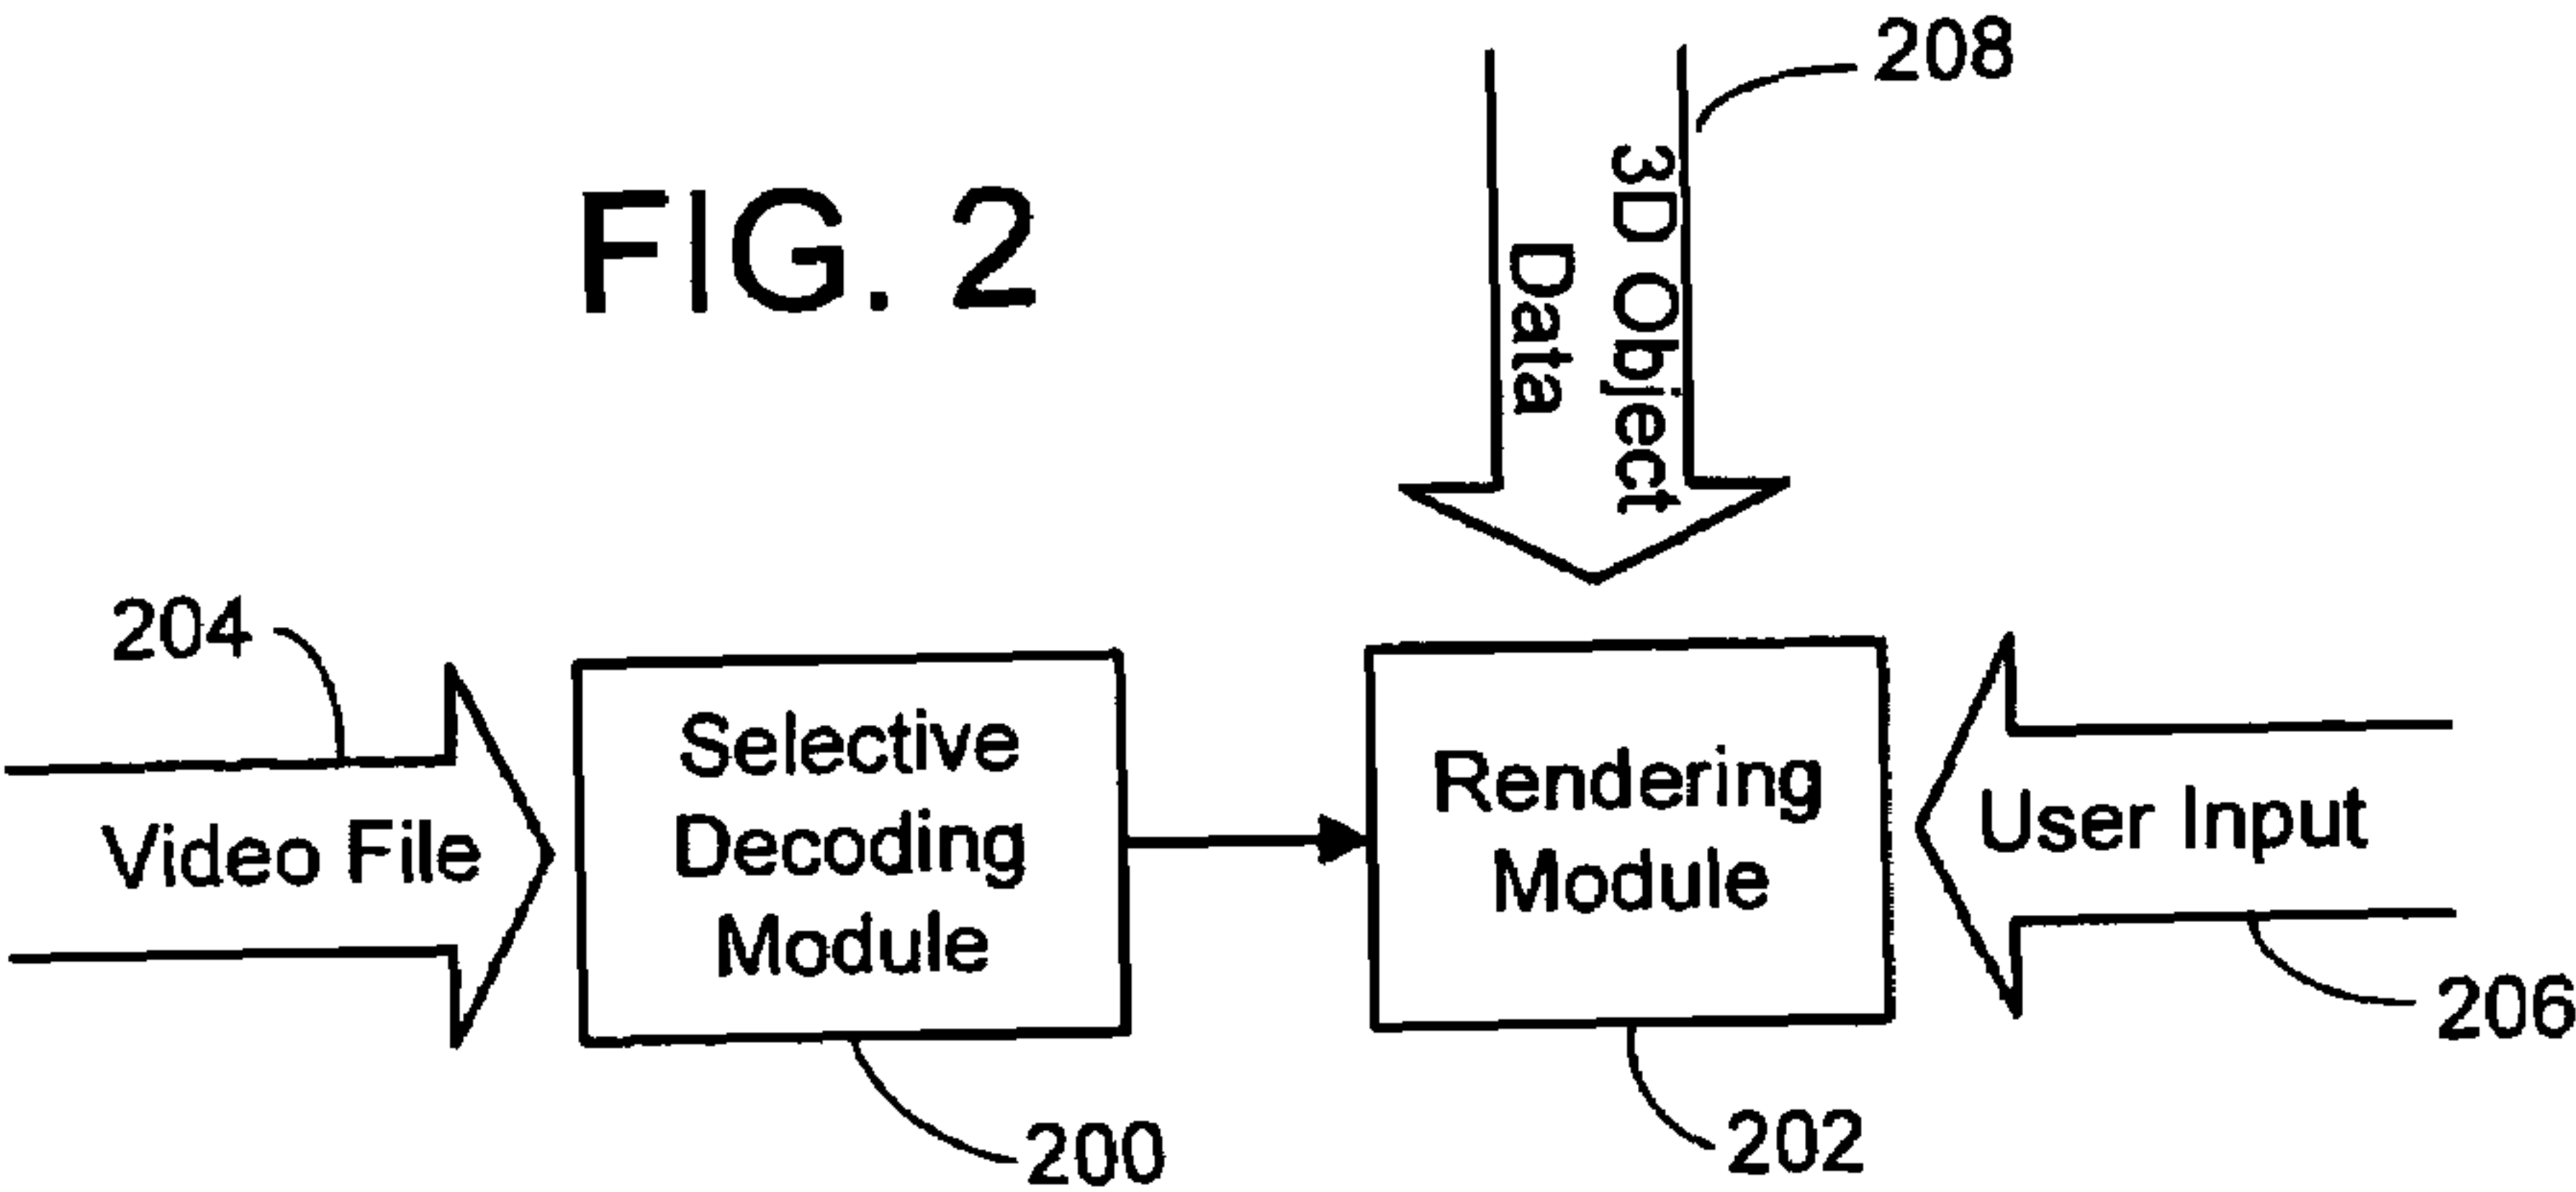 FIG. 2
208
3D Object
Data
204
Video File
Selective
Decoding
Module
Rendering
Module
User Input
206
200
202